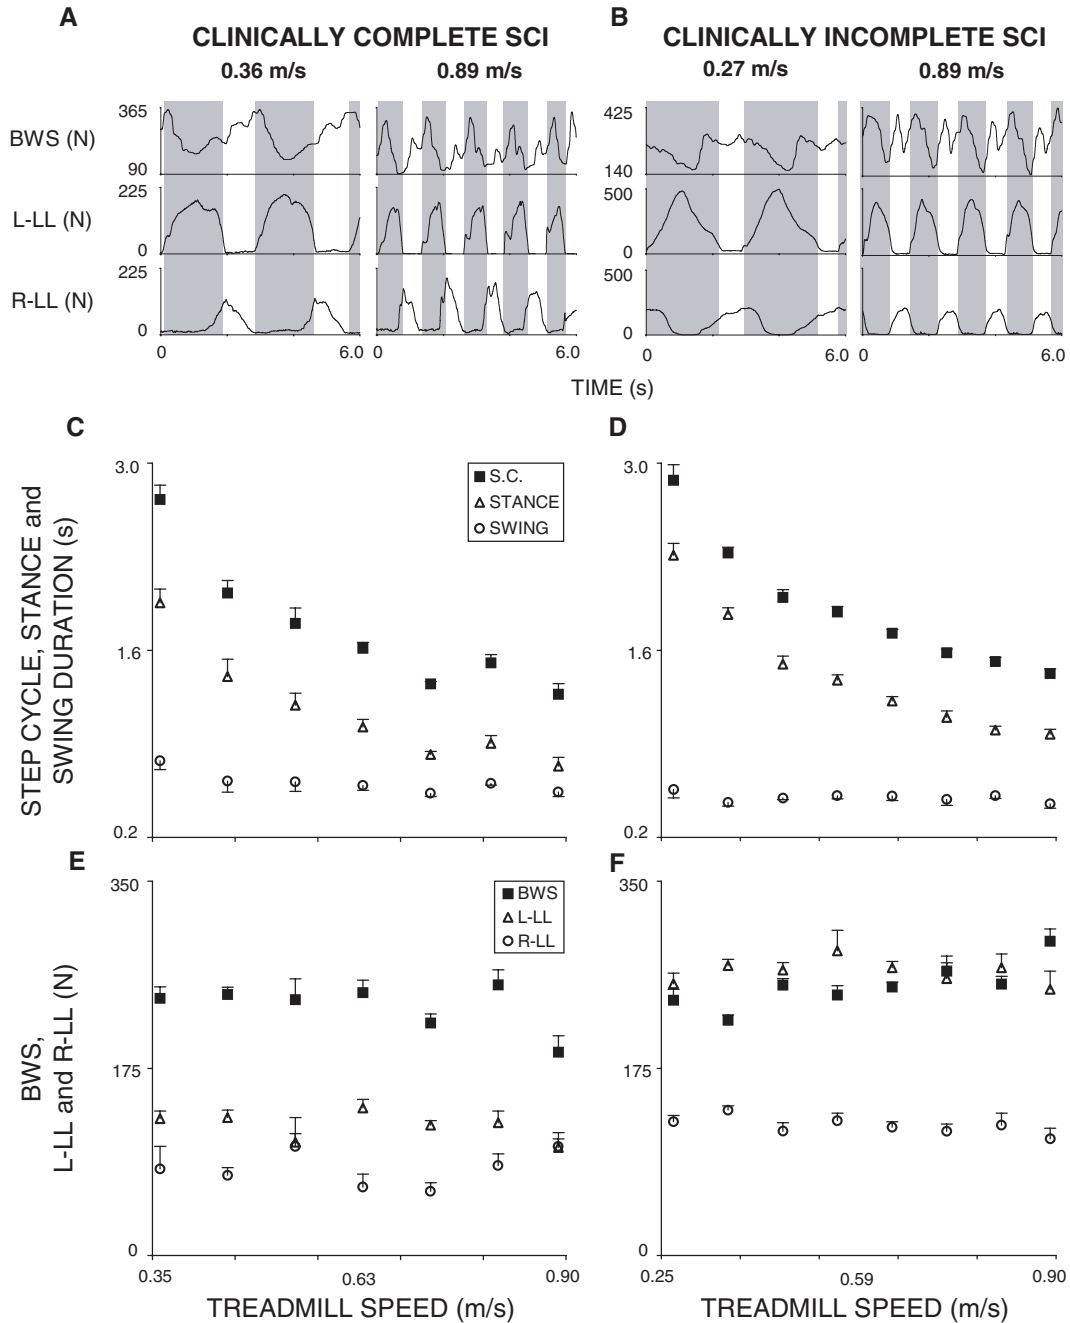 A
B
CLINICALLY COMPLETE SCI
CLINICALLY INCOMPLETE SCI
0.36 m/s
0.89 m/s
0.27 m/s
0.89 m/s
BWS (N)
365
90
425
140
L-LL (N)
225
0
500
0
R-LL (N)
225
0
500
0
0
6.0
0
6.0
0
6.0
0
6.0
TIME (s)
C
D
STEP CYCLE, STANCE and
SWING DURATION (s)
3.0
1.6
0.2
S.C.
STANCE
SWING
3.0
1.6
0.2
E
F
BWS,
L-LL and R-LL (N)
350
175
0
BWS
L-LL
R-LL
350
175
0
0.35
0.63
0.90
0.25
0.59
0.90
TREADMILL SPEED (m/s)
TREADMILL SPEED (m/s)